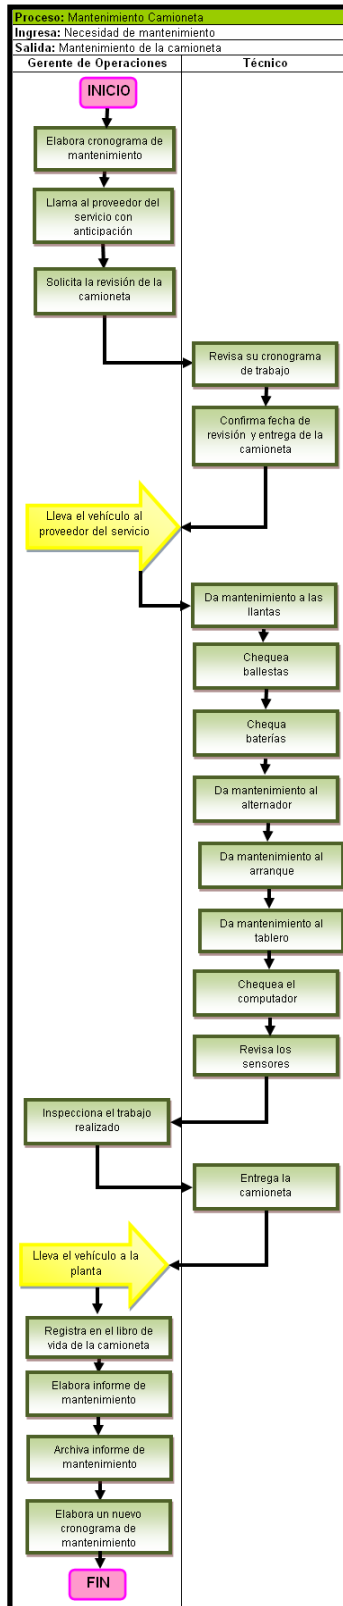 Proceso: Mantenimiento Camioneta
Ingresa: Necesidad de mantenimiento
Salida: Mantenimiento de la camioneta
Gerente de Operaciones
Técnico
INICIO
Elabora cronograma de
mantenimiento
Llama al proveedor del
servicio con
anticipación
Solicita la revisión de la
camioneta
Revisa su cronograma
de trabajo
Confirma fecha de
revisión y entrega de la
camioneta
Lleva el vehículo al
proveedor del servicio
Da mantenimiento a las
llantas
Chequea
ballestas
Chequa
baterías
Da mantenimiento al
alternador
Da mantenimiento al
arranque
Da mantenimiento al
tablero
Chequea el
computador
Revisa los
sensores
Inspecciona el trabajo
realizado
Entrega la
camioneta
Lleva el vehículo a la
planta
Registra en el libro de
vida de la camioneta
Elabora informe de
mantenimiento
Archiva informe de
mantenimiento
Elabora un nuevo
cronograma de
mantenimiento
FIN